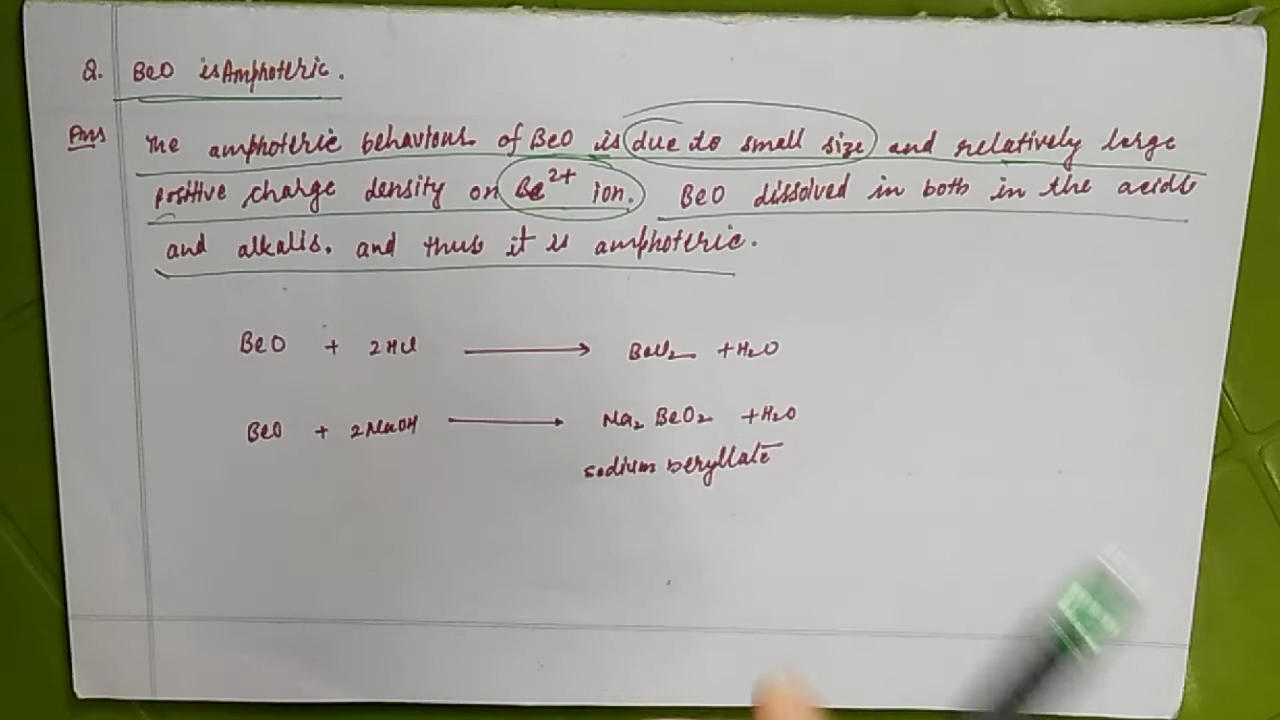 Q. BeO is Amphoteric.
Ans The amphoteric behaviour of BeO is due to small size and relatively large
positive charge density on Be²⁺ ion. BeO dissolved in both in the acids
and alkalis. and thus it is amphoteric.
BeO + 2HCl ⟶ BeCl₂ + H₂O
BeO + 2NaOH ⟶ Na₂BeO₂ + H₂O
sodium beryllate